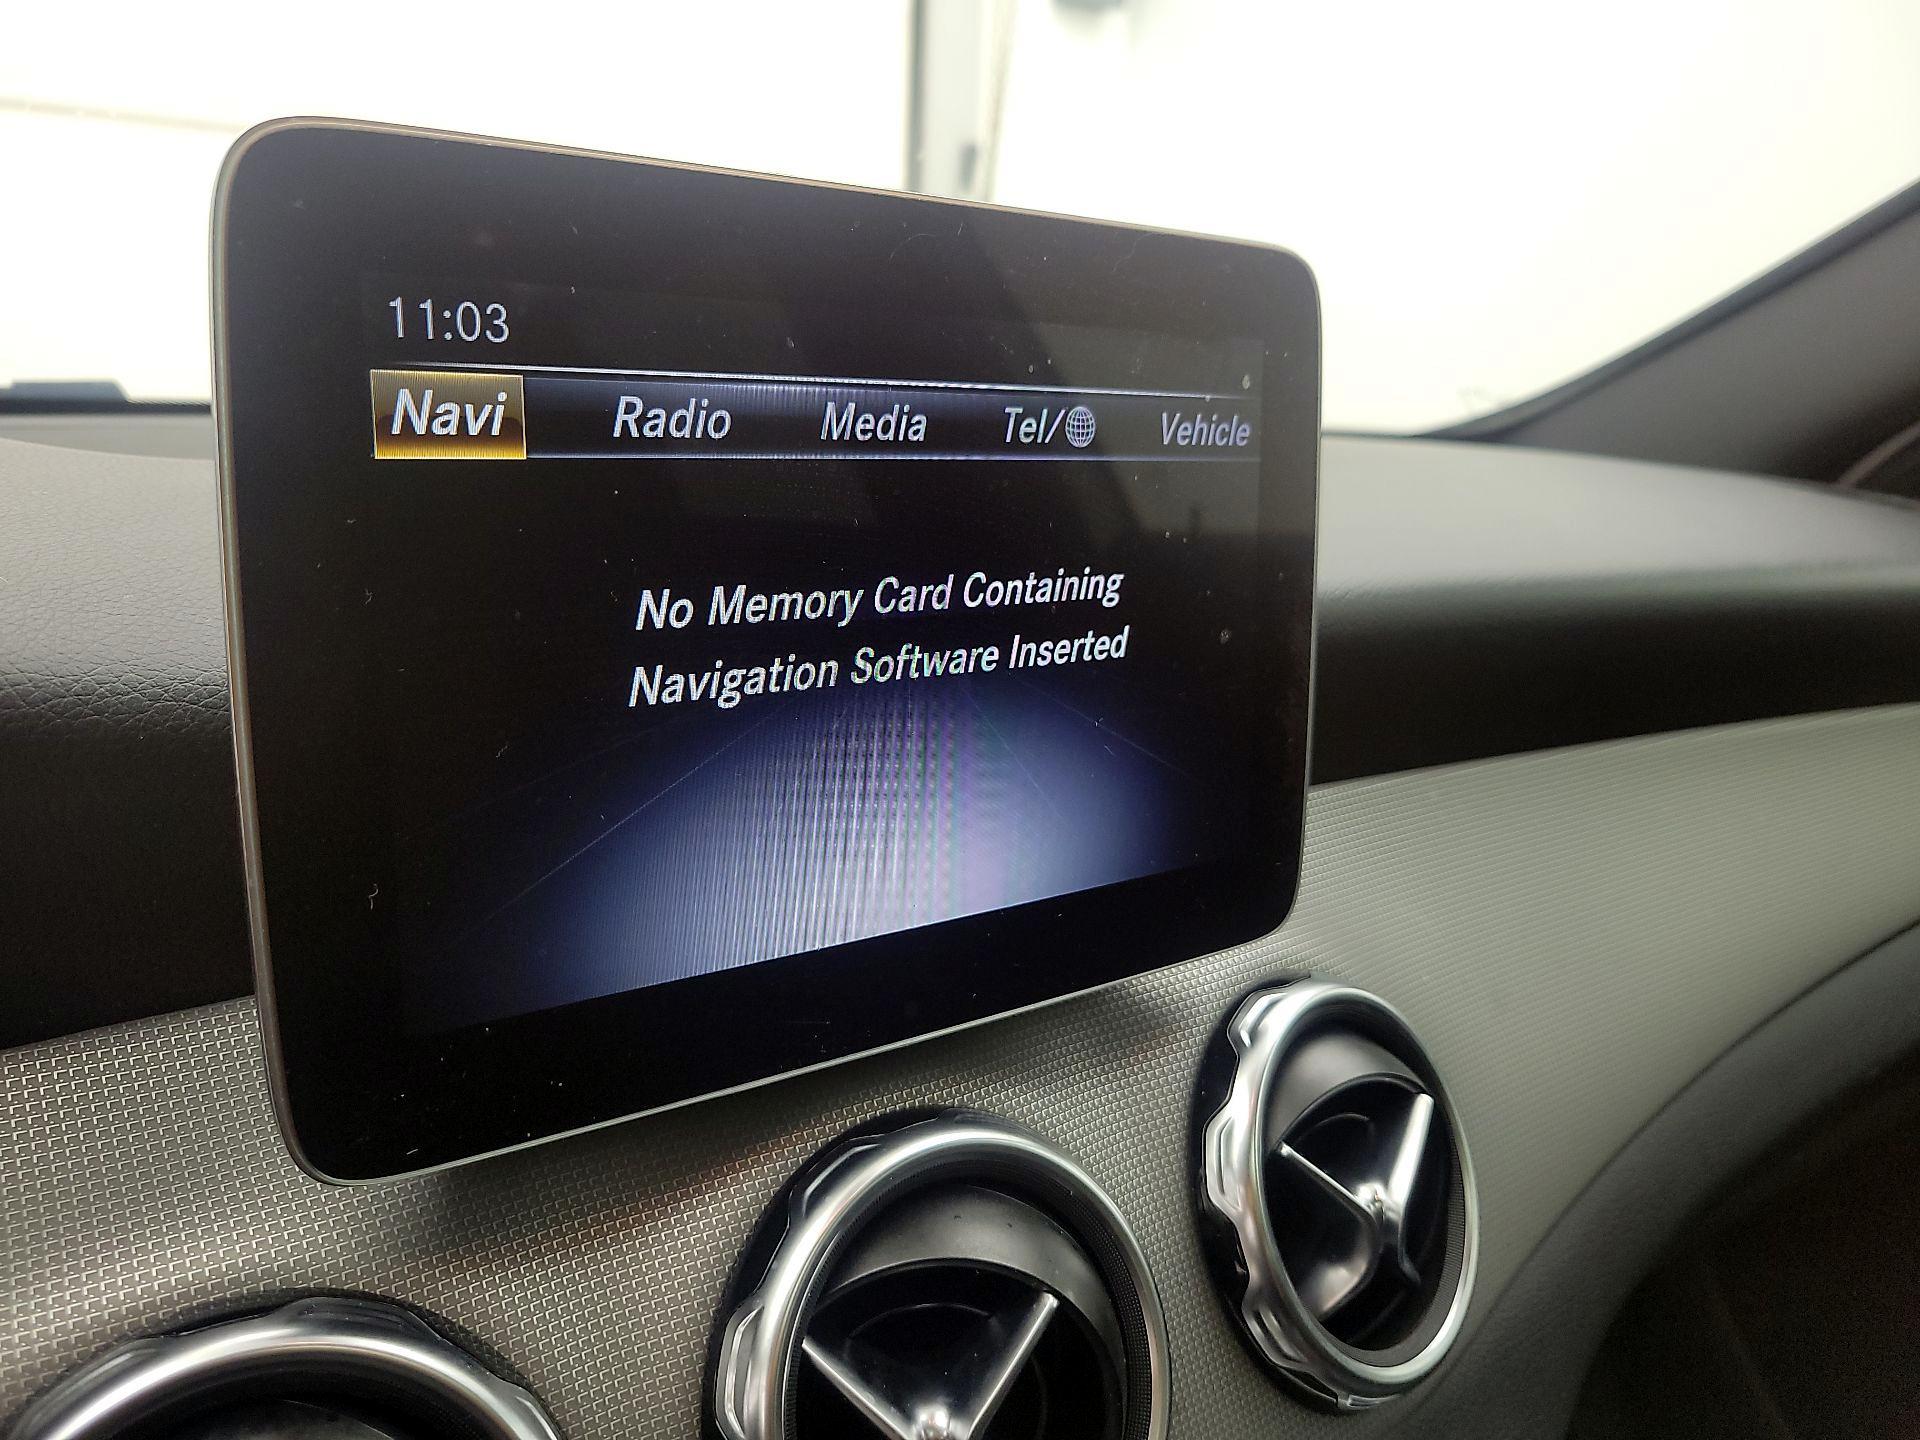 11:03
Navi Radio Media Tel/ Vehicle
No Memory Card Containing
Navigation Software Inserted